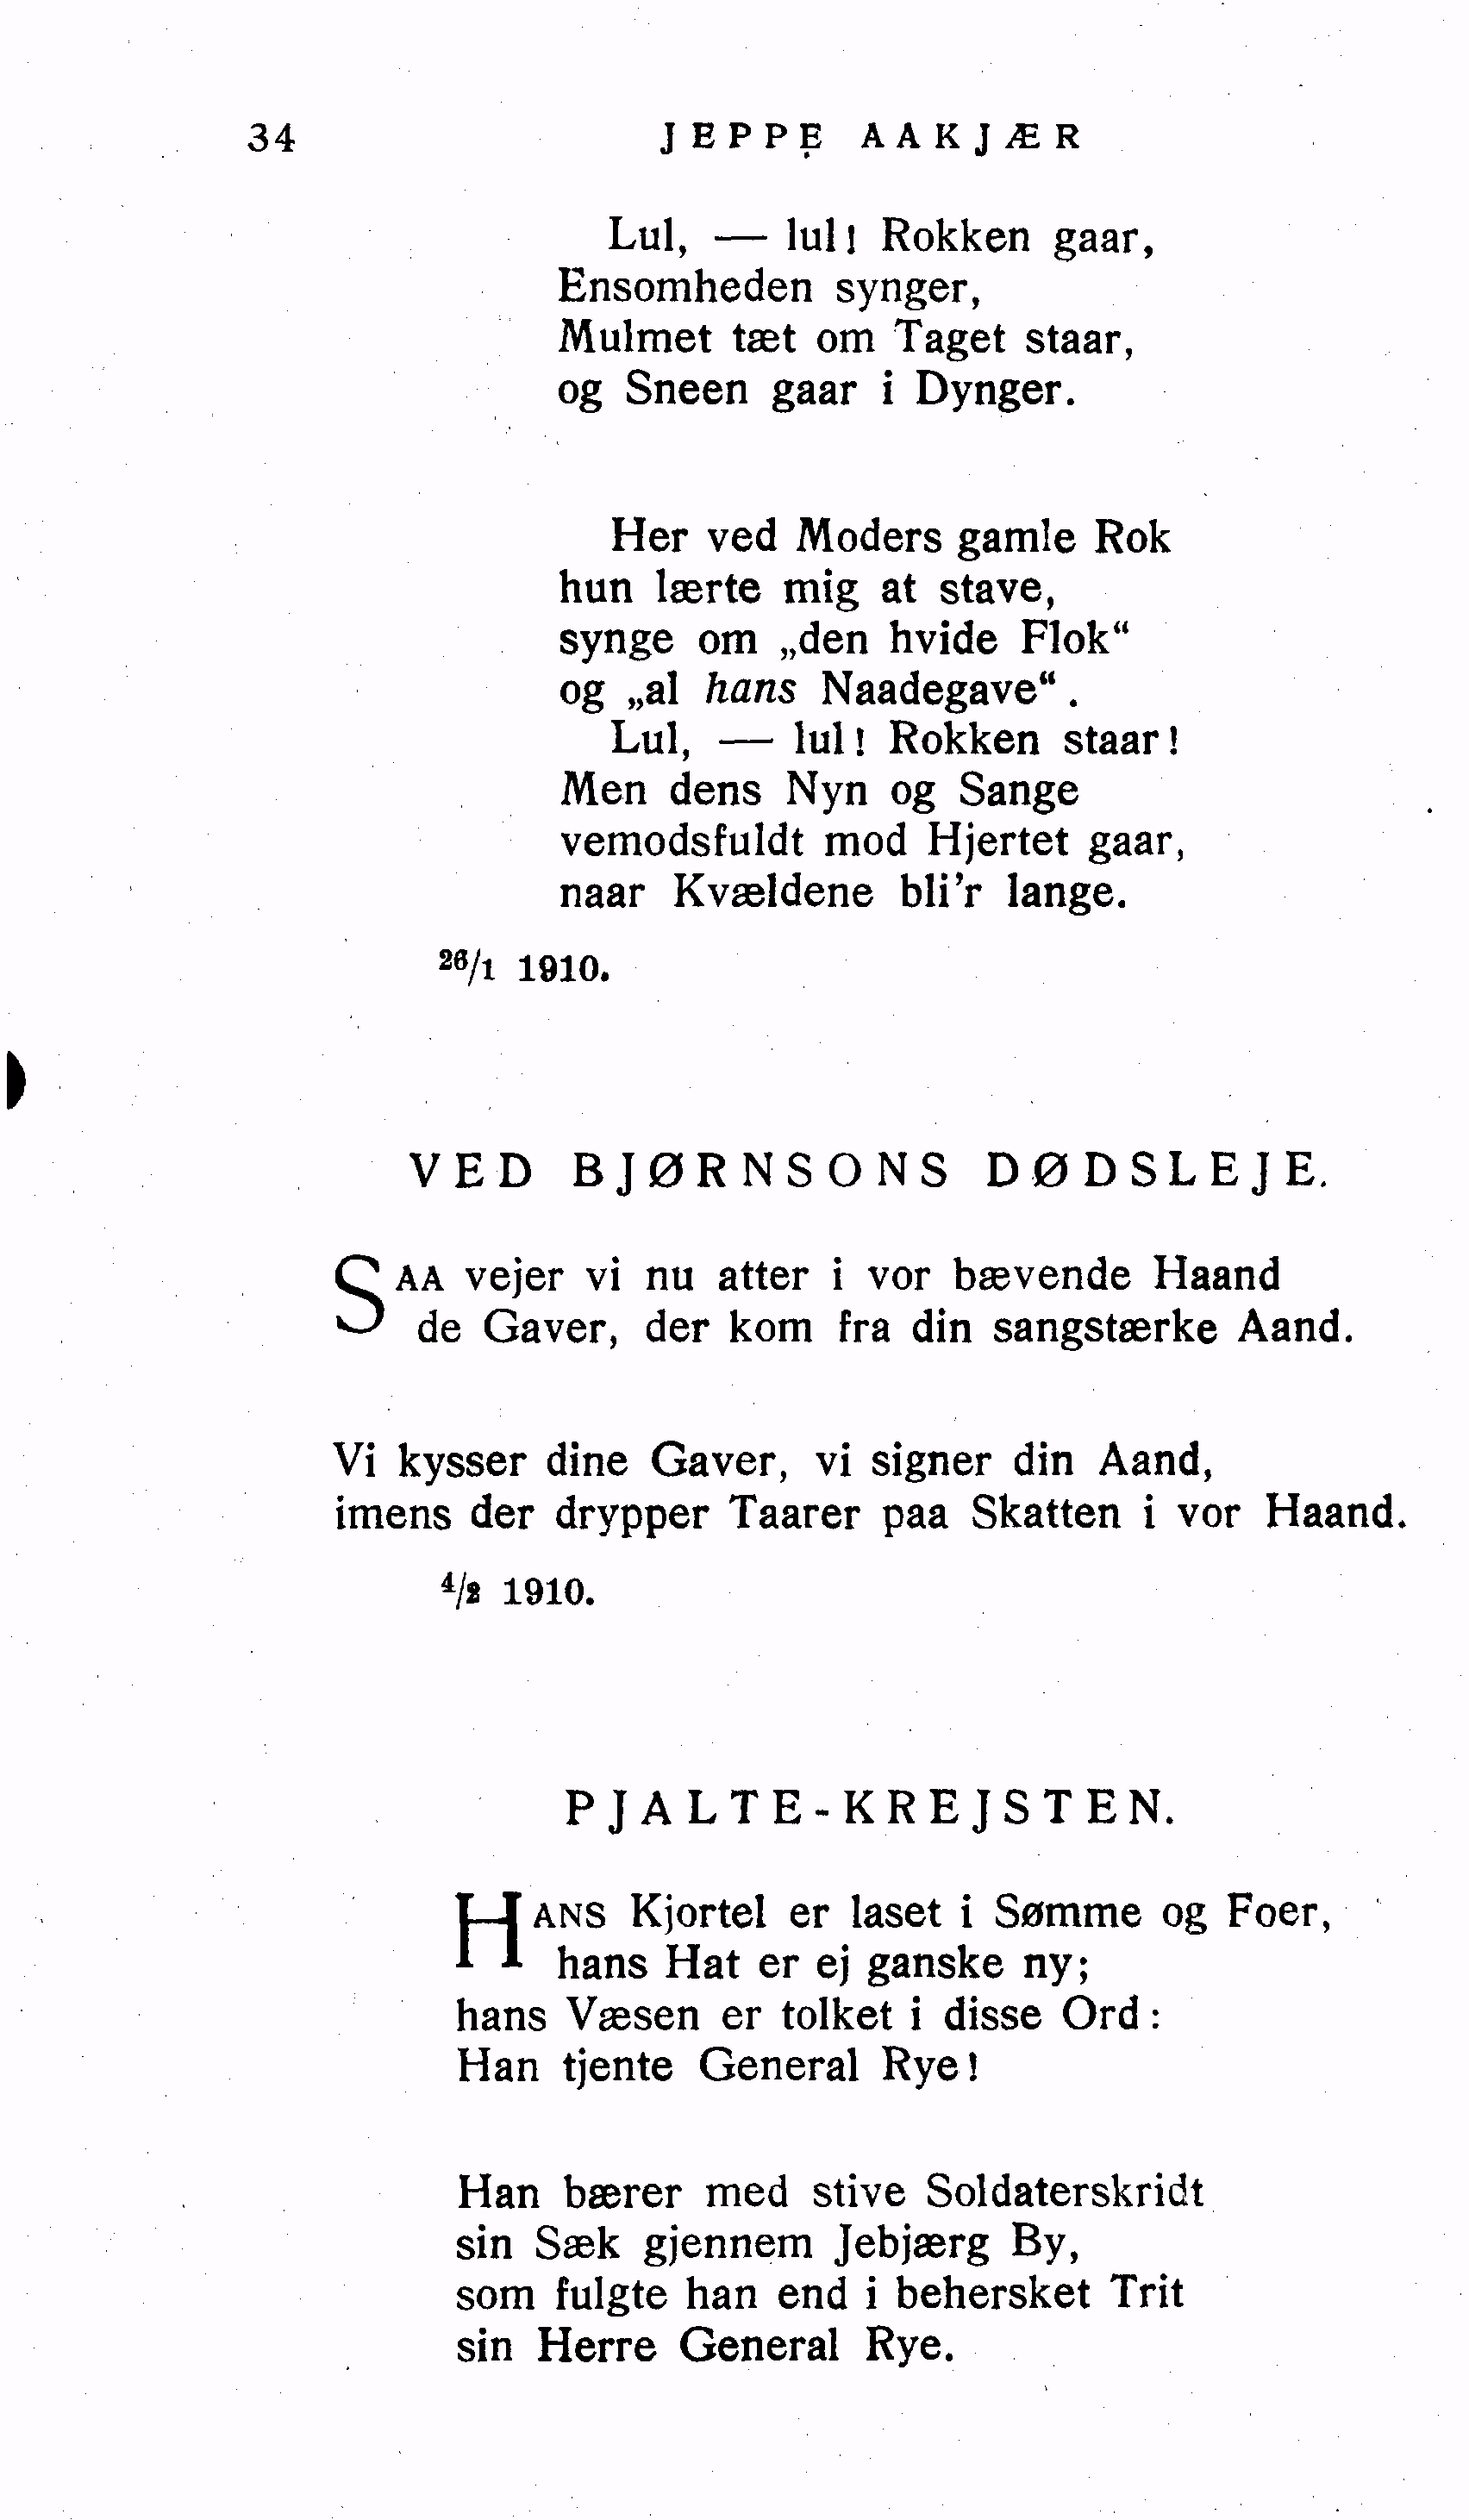 34 JEPPE AAKJÆR
Lul, — lul! Rokken gaar,
Ensomheden synger,
Mulmet tæt om Taget staar,
og Sneen gaar i Dynger.
Her ved Moders gamle Rok
hun lærte mig at stave,
synge om „den hvide Flok“
og „al hans Naadegave“.
Lul, — lul! Rokken staar!
Men dens Nyn og Sange
vemodsfuldt mod Hjertet gaar,
naar Kvældene bli’r lange.
26/1 1910.
VED BJØRNSONS DØDSLEJE.
SAA vejer vi nu atter i vor bævende Haand
de Gaver, der kom fra din sangstærke Aand.
Vi kysser dine Gaver, vi signer din Aand,
imens der drypper Taarer paa Skatten i vor Haand.
4/2 1910.
PJALTE-KREJSTEN.
HANS Kjortel er laset i Sømme og Foer,
hans Hat er ej ganske ny;
hans Væsen er tolket i disse Ord:
Han tjente General Rye!
Han bærer med stive Soldaterskridt
sin Sæk gjennem Jebjærg By,
som fulgte han end i behersket Trit
sin Herre General Rye.